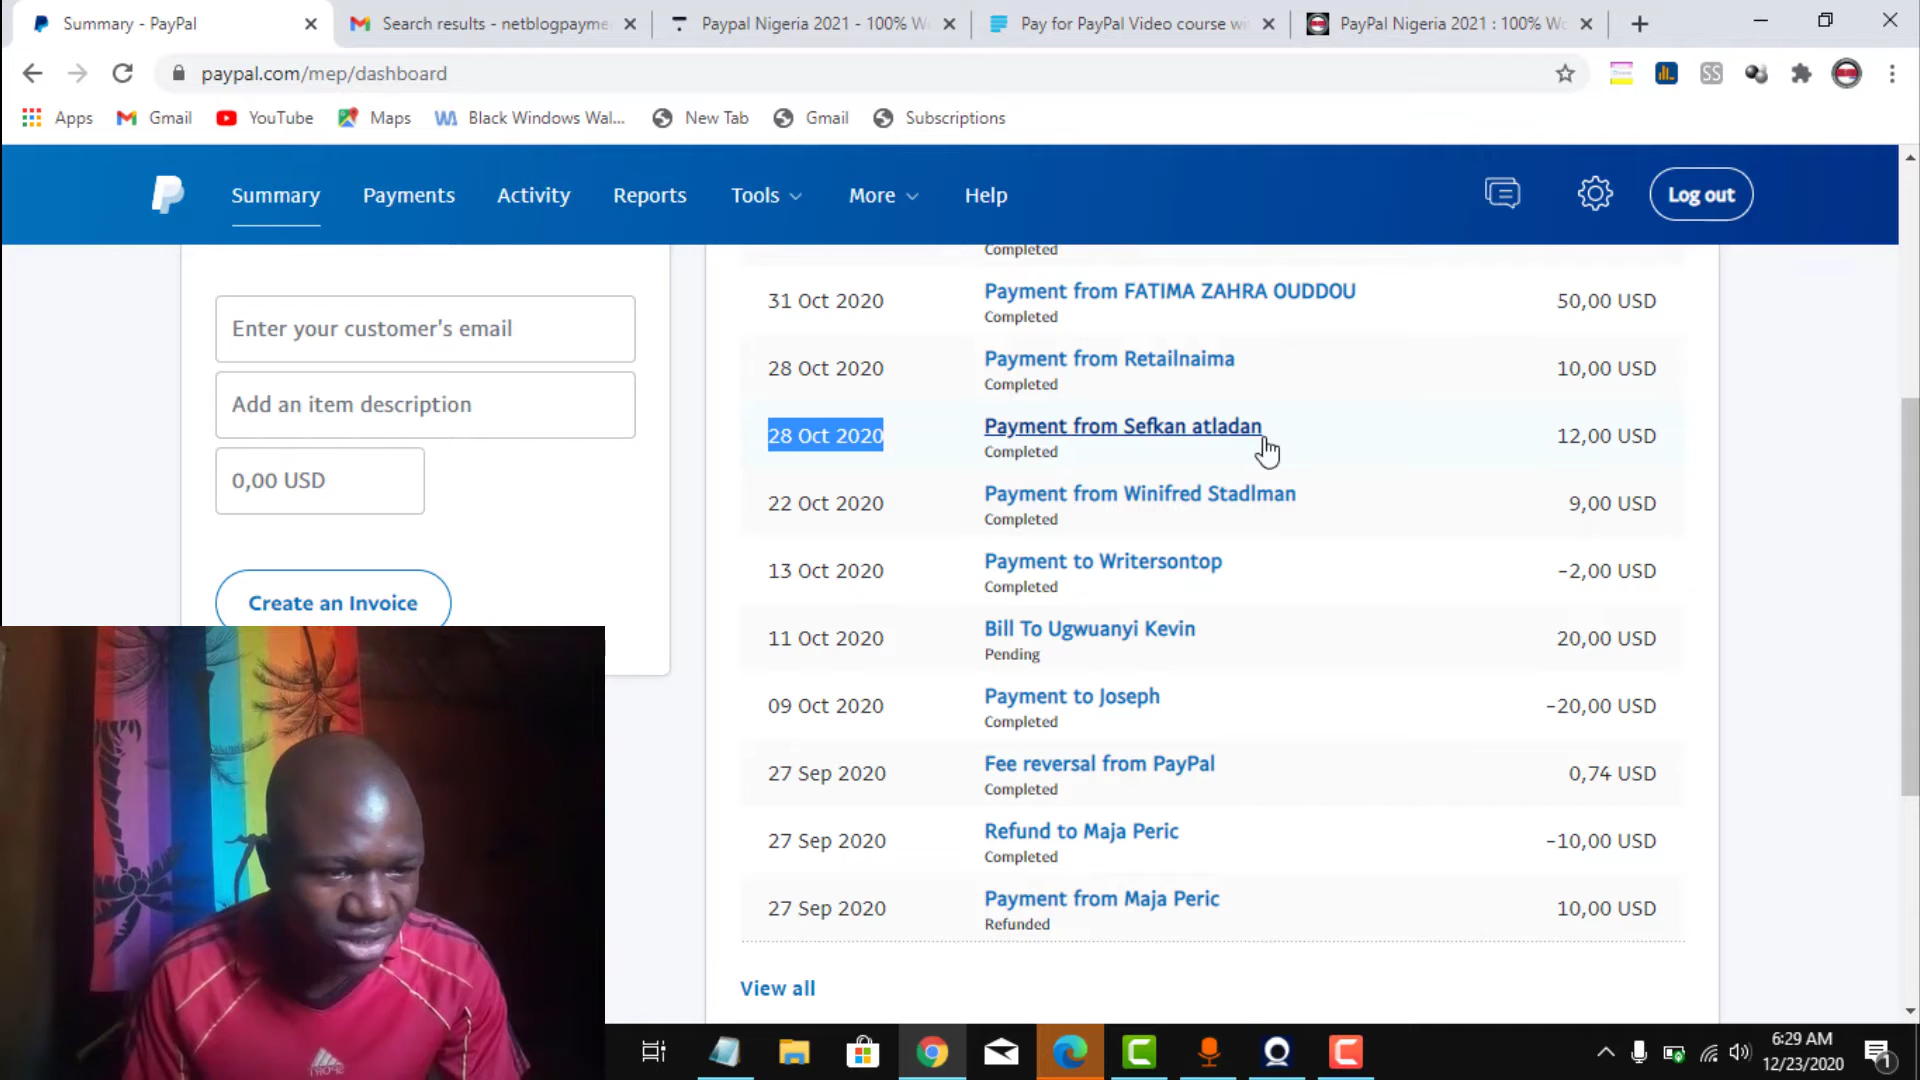 Summary - PayPal
Search results - netblogpayme
Paypal Nigeria 2021 - 100% W
Pay for PayPal Video course wi
PayPal Nigeria 2021 : 100% Wo
paypal.com/mep/dashboard
Apps
Gmail
YouTube
Maps
Black Windows Wal...
New Tab
Gmail
Subscriptions
Summary
Payments
Activity
Reports
Tools
More
Help
Log out
Enter your customer's email
Add an item description
0,00 USD
Create an Invoice
Completed
31 Oct 2020 Payment from FATIMA ZAHRA OUDDOU 50,00 USD
Completed
28 Oct 2020 Payment from Retailnaima 10,00 USD
Completed
28 Oct 2020 Payment from Sefkan atladan 12,00 USD
Completed
22 Oct 2020 Payment from Winifred Stadlman 9,00 USD
Completed
13 Oct 2020 Payment to Writersontop -2,00 USD
Completed
11 Oct 2020 Bill To Ugwuanyi Kevin 20,00 USD
Pending
09 Oct 2020 Payment to Joseph -20,00 USD
Completed
27 Sep 2020 Fee reversal from PayPal 0,74 USD
Completed
27 Sep 2020 Refund to Maja Peric -10,00 USD
Completed
27 Sep 2020 Payment from Maja Peric 10,00 USD
Refunded
View all
6:29 AM
12/23/2020
1